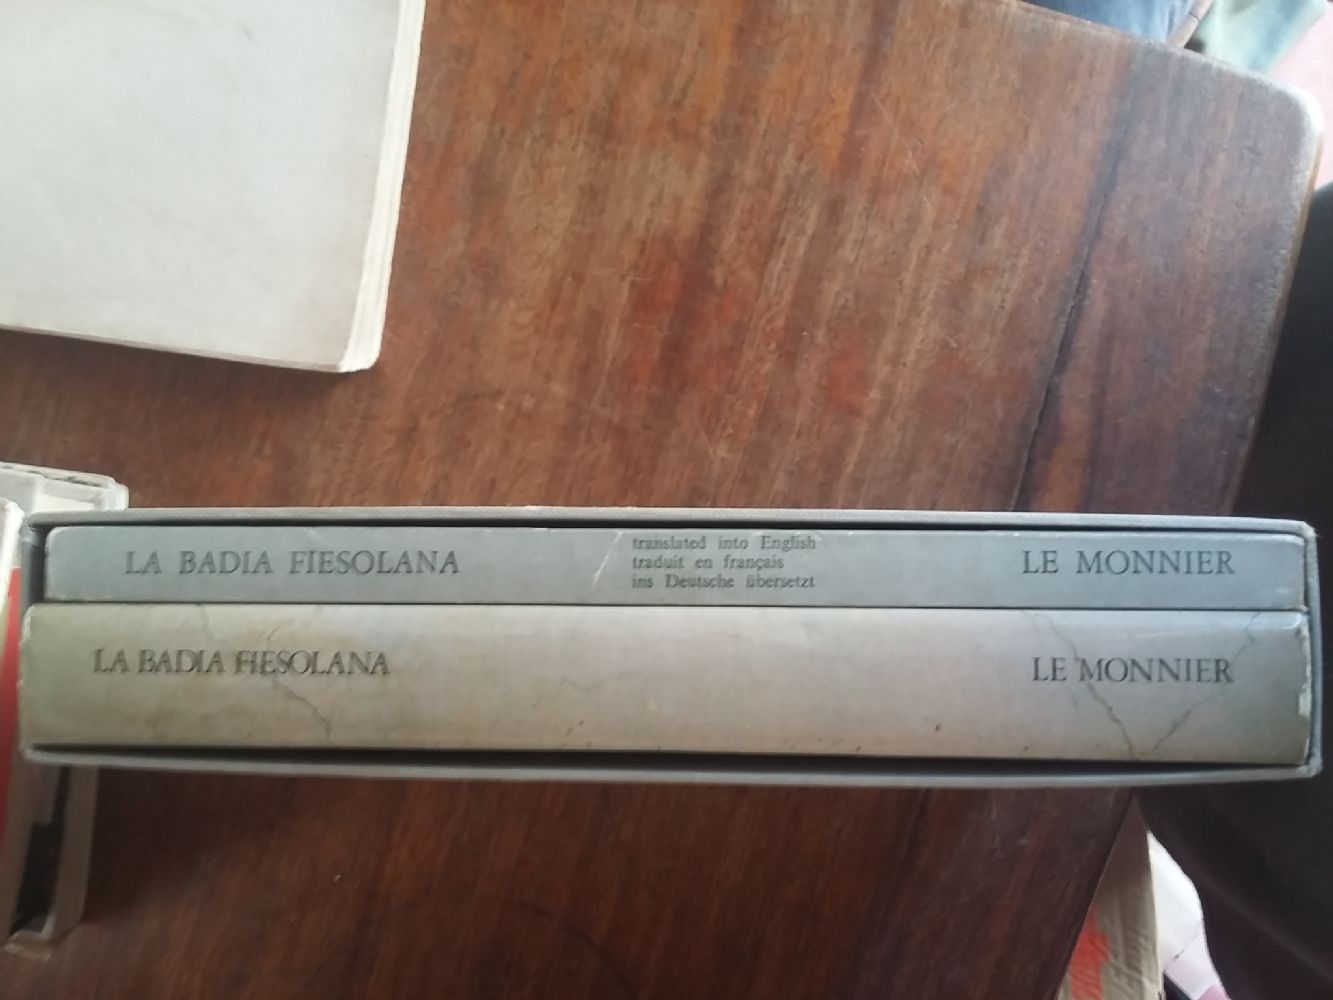 LA BADIA FIESOLANA
translated into English
traduit en français
ins Deutsche übersetzt
LE MONNIER
LA BADIA FIESOLANA
LE MONNIER